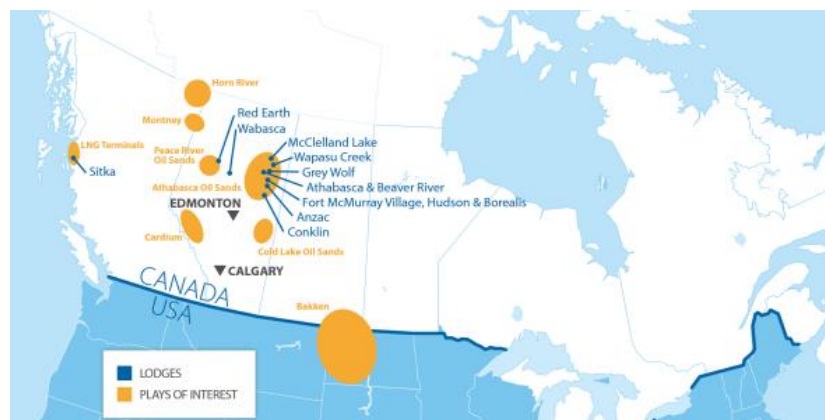 Horn River
Red Earth
Montney
Wabasca
McClelland Lake
LNG Terminals
Peace River
Oil Sands
Wapasu Creek
Sitka
Grey Wolf
Athabasca Oil Sands
Athabasca & Beaver River
EDMONTON
Fort McMurray Village, Hudson & Borealis
Anzac
Conklin
Cardium
Cold Lake Oil Sands
CALGARY
CANADA
USA
Bakken
LODGES
PLAYS OF INTEREST